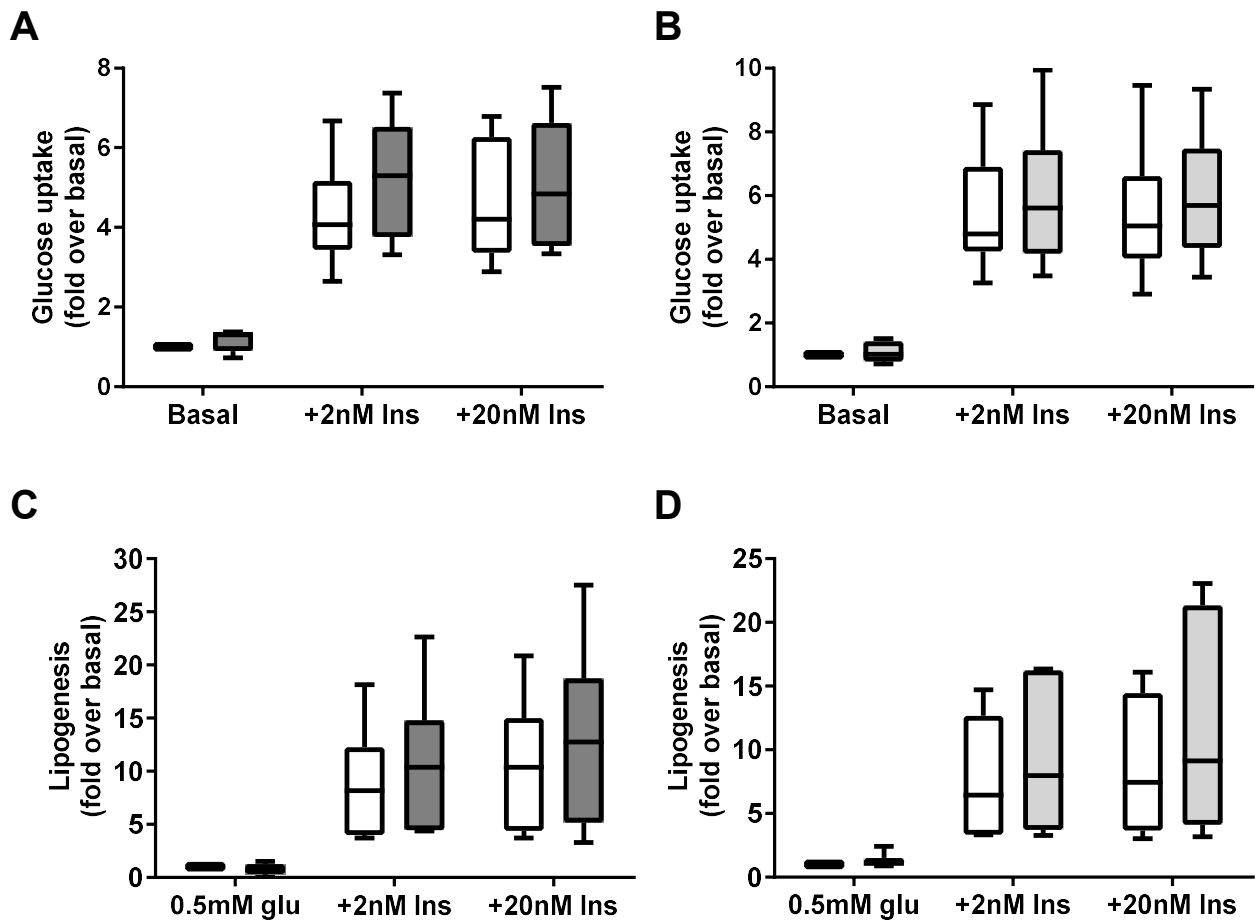 A
Glucose uptake
(fold over basal)
8
6
4
2
0
Basal
+2nM Ins
+20nM Ins
B
Glucose uptake
(fold over basal)
10
8
6
4
2
0
Basal
+2nM Ins
+20nM Ins
C
Lipogenesis
(fold over basal)
30
25
20
15
10
5
0
0.5mM glu
+2nM Ins
+20nM Ins
D
Lipogenesis
(fold over basal)
25
20
15
10
5
0
0.5mM glu
+2nM Ins
+20nM Ins